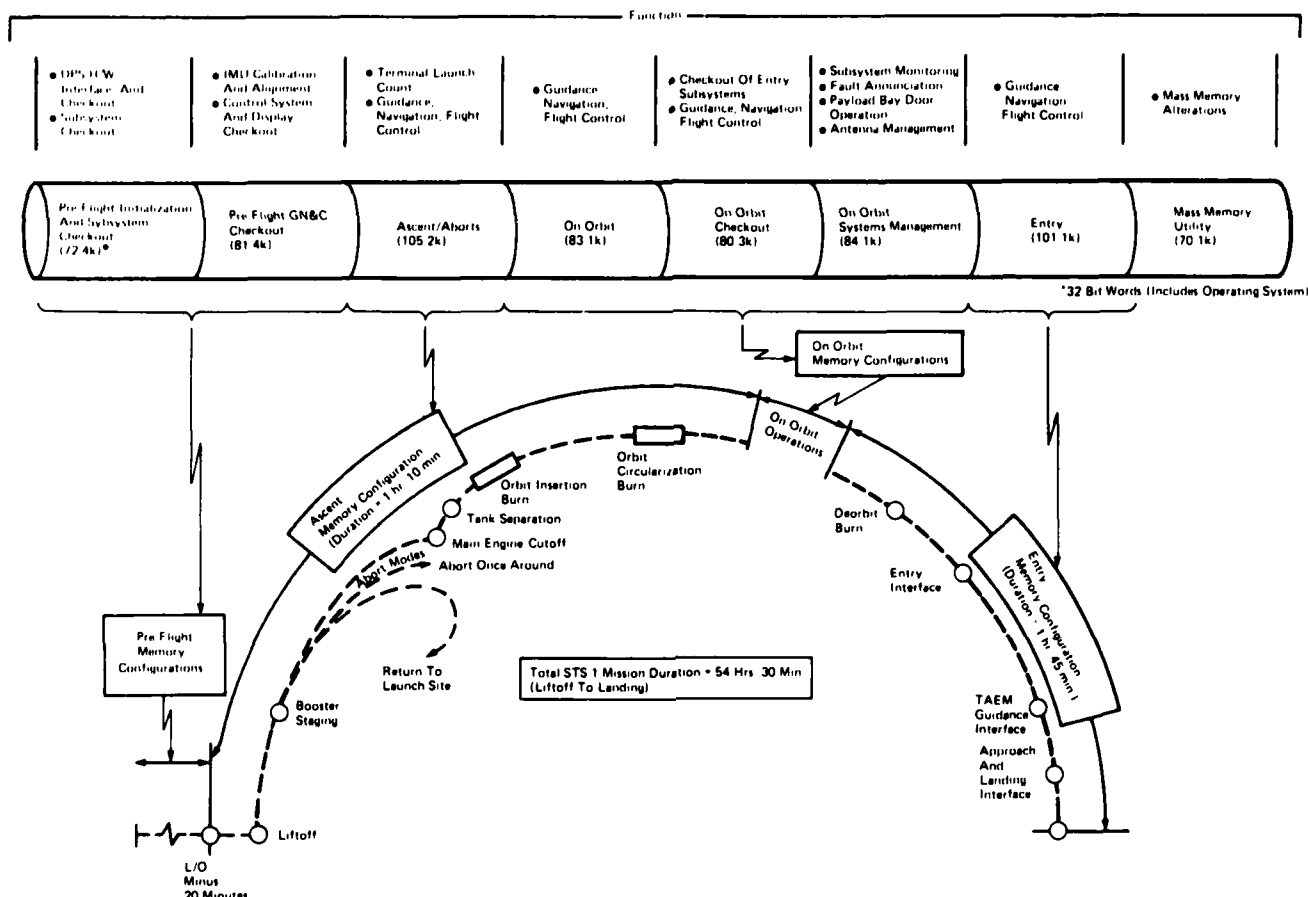 Function
● DPS/LCW
Interface And
Checkout
● Subsystem
Checkout
● IMU Calibration
And Alignment
● Control System
And Display
Checkout
● Terminal Launch
Count
● Guidance,
Navigation, Flight
Control
● Guidance
Navigation,
Flight Control
● Checkout Of Entry
Subsystems
● Guidance, Navigation
Flight Control
● Subsystem Monitoring
● Fault Annunciation
● Payload Bay Door
Operation
● Antenna Management
● Guidance
Navigation
Flight Control
● Mass Memory
Alterations
Pre Flight Initialization
And Subsystem
Checkout
(72.4k)*
Pre Flight GN&C
Checkout
(81.4k)
Ascent/Aborts
(105.2k)
On Orbit
(83.1k)
On Orbit
Checkout
(80.3k)
On Orbit
Systems Management
(84.1k)
Entry
(101.1k)
Mass Memory
Utility
(70.1k)
*32 Bit Words (Includes Operating System)
On Orbit
Memory Configurations
Ascent
Memory Configuration
(Duration = 1 hr 10 min
On Orbit
Operations
Orbit
Circularization
Burn
Orbit Insertion
Burn
Tank Separation
Main Engine Cutoff
Abort Modes
Abort Once Around
Deorbit
Burn
Entry
Interface
Entry
Memory Configuration
(Duration = 1 hr 45 min)
Pre Flight
Memory
Configurations
Return To
Launch Site
Total STS 1 Mission Duration = 54 Hrs 30 Min
(Liftoff To Landing)
Booster
Staging
TAEM
Guidance
Interface
Approach
And
Landing
Interface
Liftoff
L/O
Minus
20 Minutes